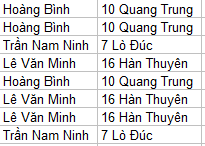 Hoàng Bình 10 Quang Trung
Hoàng Bình 10 Quang Trung
Trần Nam Ninh 7 Lò Đúc
Lê Văn Minh 16 Hàn Thuyên
Hoàng Bình 10 Quang Trung
Lê Văn Minh 16 Hàn Thuyên
Lê Văn Minh 16 Hàn Thuyên
Trần Nam Ninh 7 Lò Đúc